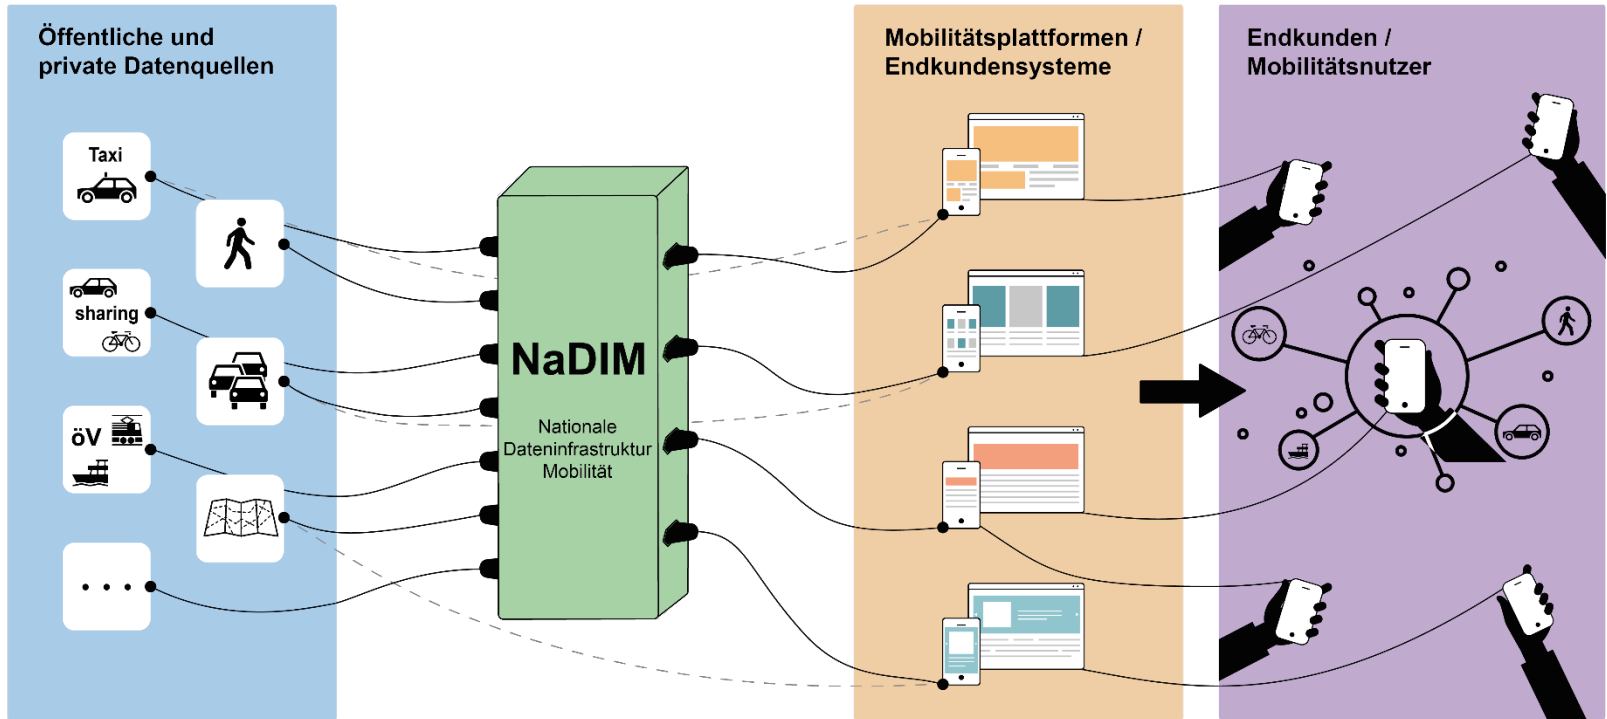 Öffentliche und
private Datenquellen
Taxi
sharing
öV
...
NaDIM
Nationale
Dateninfrastruktur
Mobilität
Mobilitätsplattformen /
Endkundensysteme
Endkunden /
Mobilitätsnutzer